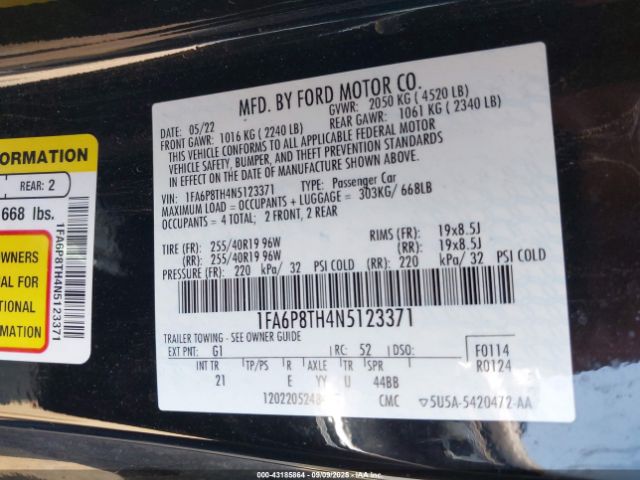 FORMATION
REAR: 2
668 lbs.
OWNERS
AL FOR
TIONAL
1FA6P8TH4N5123371
MFD. BY FORD MOTOR CO.
05/22 GVWR: 2050 KG ( 4520 LB)
FRONT GAWR: 1016 KG ( 2240 LB) REAR GAWR: 1061 KG ( 2340 LB)
THIS VEHICLE CONFORMS TO ALL APPLICABLE FEDERAL MOTOR
VEHICLE SAFETY, BUMPER, AND THEFT PREVENTION STANDARDS
IN EFFECT ON THE DATE OF MANUFACTURE SHOWN ABOVE.
VIN: 1FA6P8TH4N5123371 TYPE: Passenger Car
MAXIMUM LOAD = OCCUPANTS + LUGGAGE = 303KG/ 668LB
OCCUPANTS = 4 TOTAL; 2 FRONT, 2 REAR
TIRE (FR): 255/40R19 96W RIMS (FR): 19x8.5J
(RR): 255/40R19 96W (RR): 19x8.5J
PRESSURE (FR): 220 kPa/ 32 PSI COLD (RR): 220 kPa/ 32 PSI COLD
1FA6P8TH4N5123371
TRAILER TOWING - SEE OWNER GUIDE
EXT PNT: G1 RC: 52 DSO: F0114
INT TR TP/PS R AXLE TR SPR R0124
21 E YY U 44BB
CMC 5U5A-5420472-AA
000-43185864 (09/09/2025) IAA